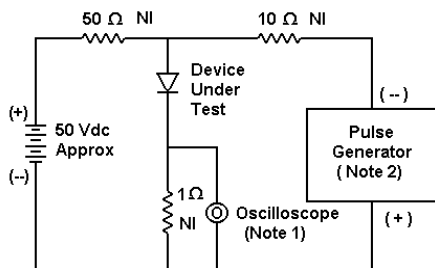 50 Ω NI
10 Ω NI
Device
Under
Test
(+)
50 Vdc
Approx
(--)
(--)
Pulse
Generator
( Note 2)
(+)
1Ω
NI
Oscilloscope
(Note 1)